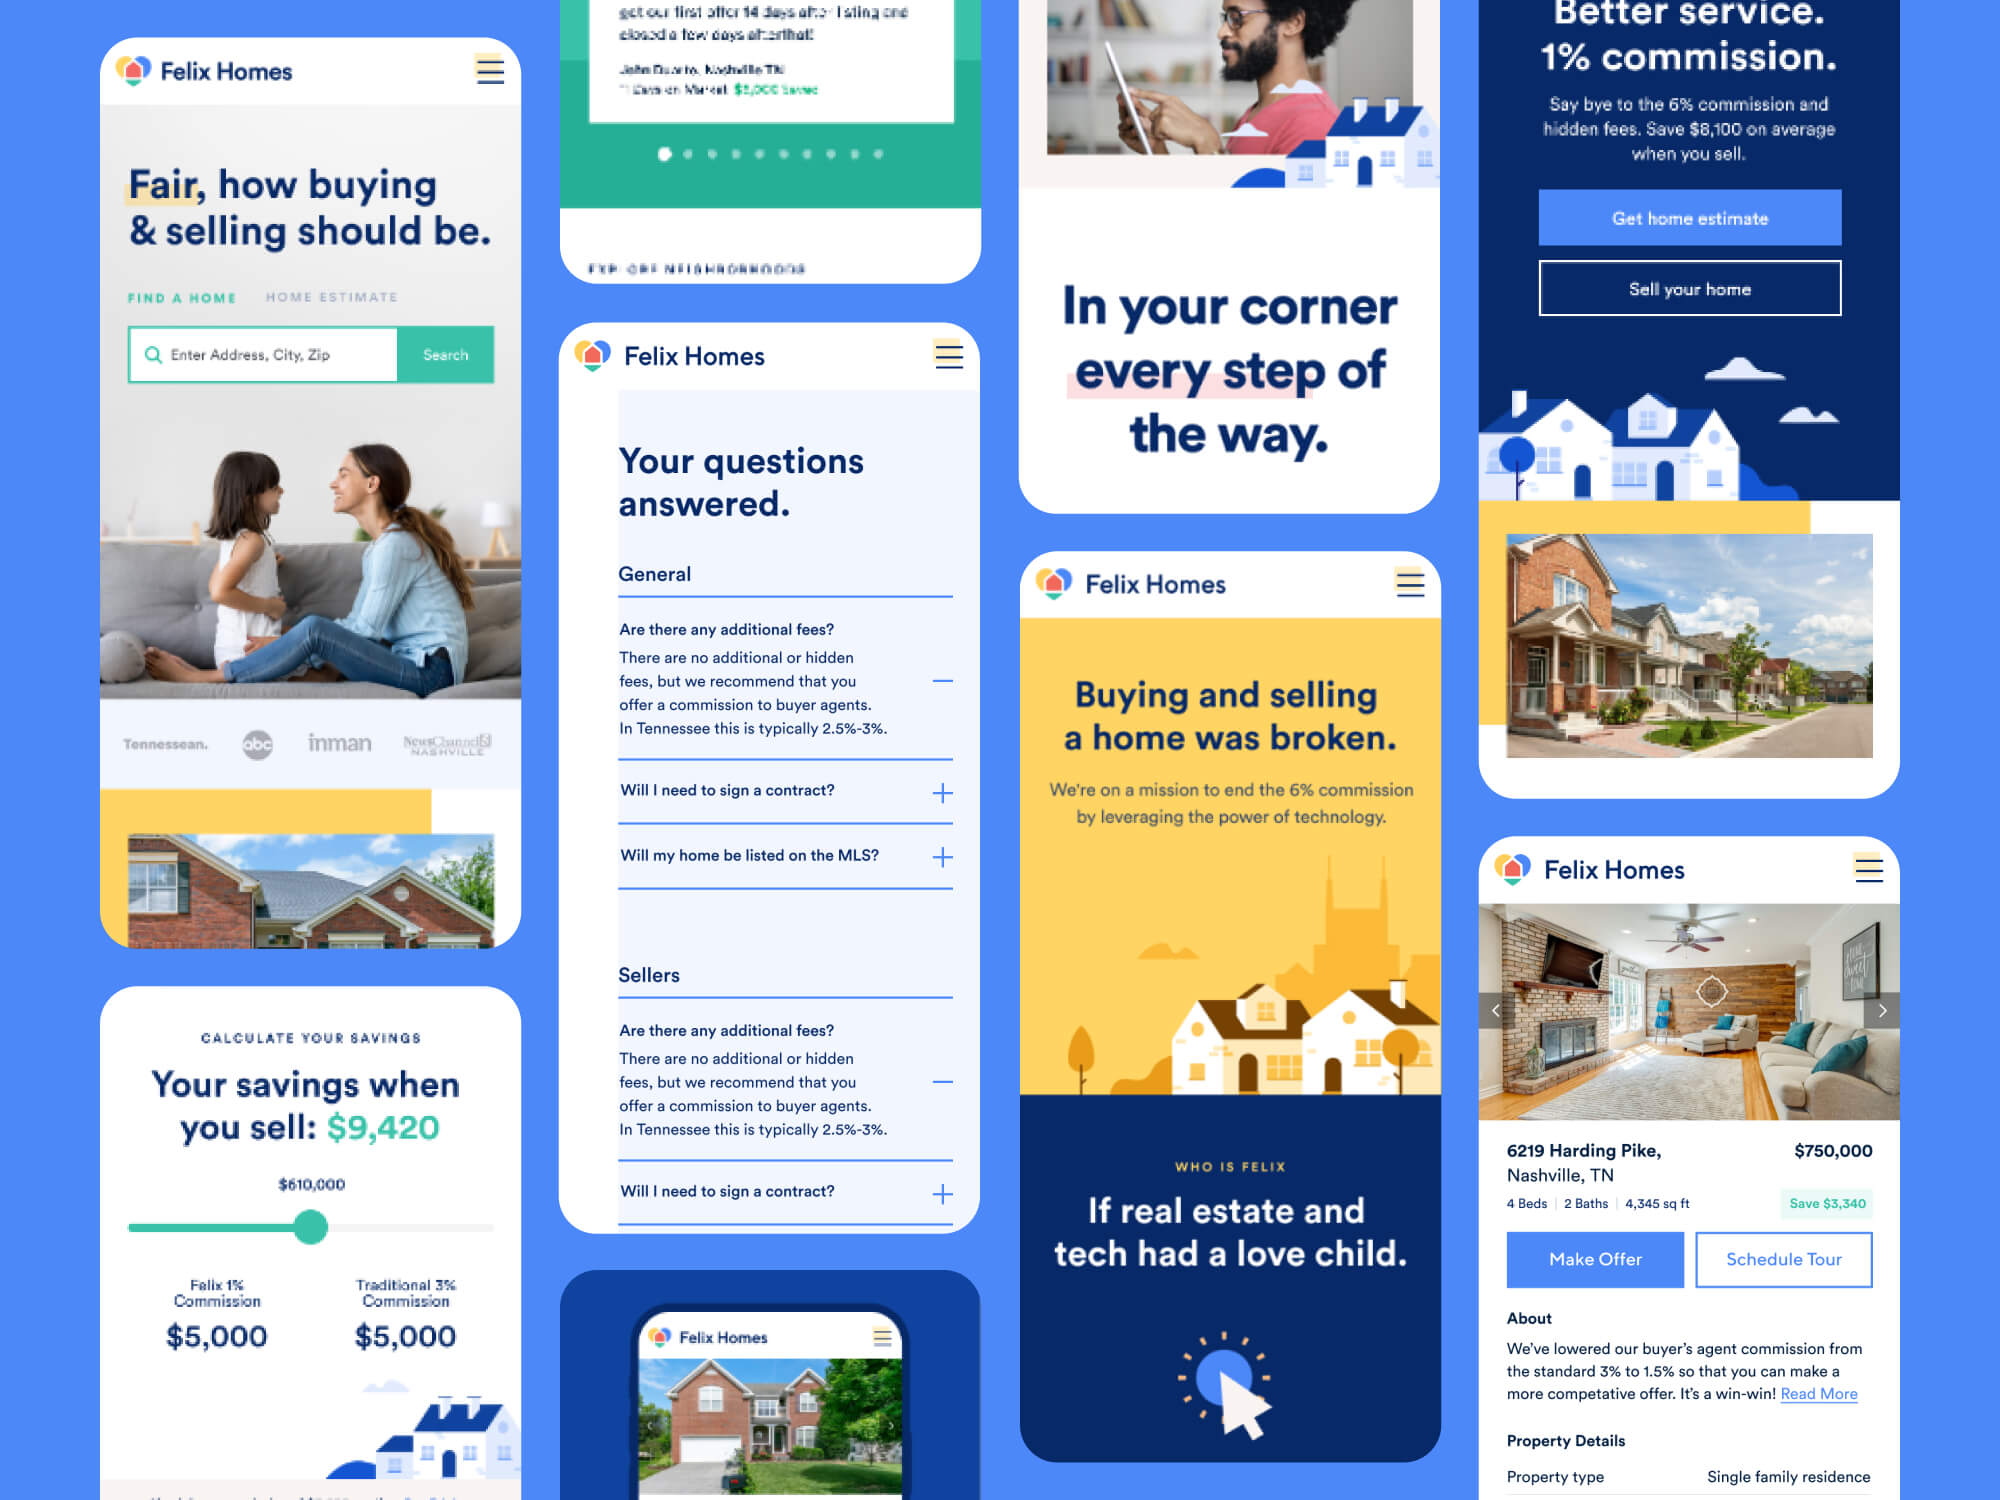 Felix Homes
Fair, how buying
& selling should be.
FIND A HOME
HOME ESTIMATE
Enter Address, City, Zip
Search
Tennessean.
abc
inman
NewsChannel5
NASHVILLE
CALCULATE YOUR SAVINGS
Your savings when
you sell: $9,420
$610,000
Felix 1%
Commission
$5,000
Traditional 3%
Commission
$5,000
get our first offer 14 days after listing and
closed a few days after that!
John Duarte, Nashville TN
Days on Market. $3,000 Saved
EXPLORE NEIGHBORHOODS
Felix Homes
Your questions
answered.
General
Are there any additional fees?
There are no additional or hidden
fees, but we recommend that you
offer a commission to buyer agents.
In Tennessee this is typically 2.5%-3%.
Will I need to sign a contract?
Will my home be listed on the MLS?
Sellers
Are there any additional fees?
There are no additional or hidden
fees, but we recommend that you
offer a commission to buyer agents.
In Tennessee this is typically 2.5%-3%.
Will I need to sign a contract?
Felix Homes
In your corner
every step of
the way.
Felix Homes
Buying and selling
a home was broken.
We're on a mission to end the 6% commission
by leveraging the power of technology.
WHO IS FELIX
If real estate and
tech had a love child.
Better service.
1% commission.
Say bye to the 6% commission and
hidden fees. Save $8,100 on average
when you sell.
Get home estimate
Sell your home
Felix Homes
6219 Harding Pike,
$750,000
Nashville, TN
4 Beds | 2 Baths | 4,345 sq ft
Save $3,340
Make Offer
Schedule Tour
About
We've lowered our buyer's agent commission from
the standard 3% to 1.5% so that you can make a
more competative offer. It's a win-win! Read More
Property Details
Property type
Single family residence